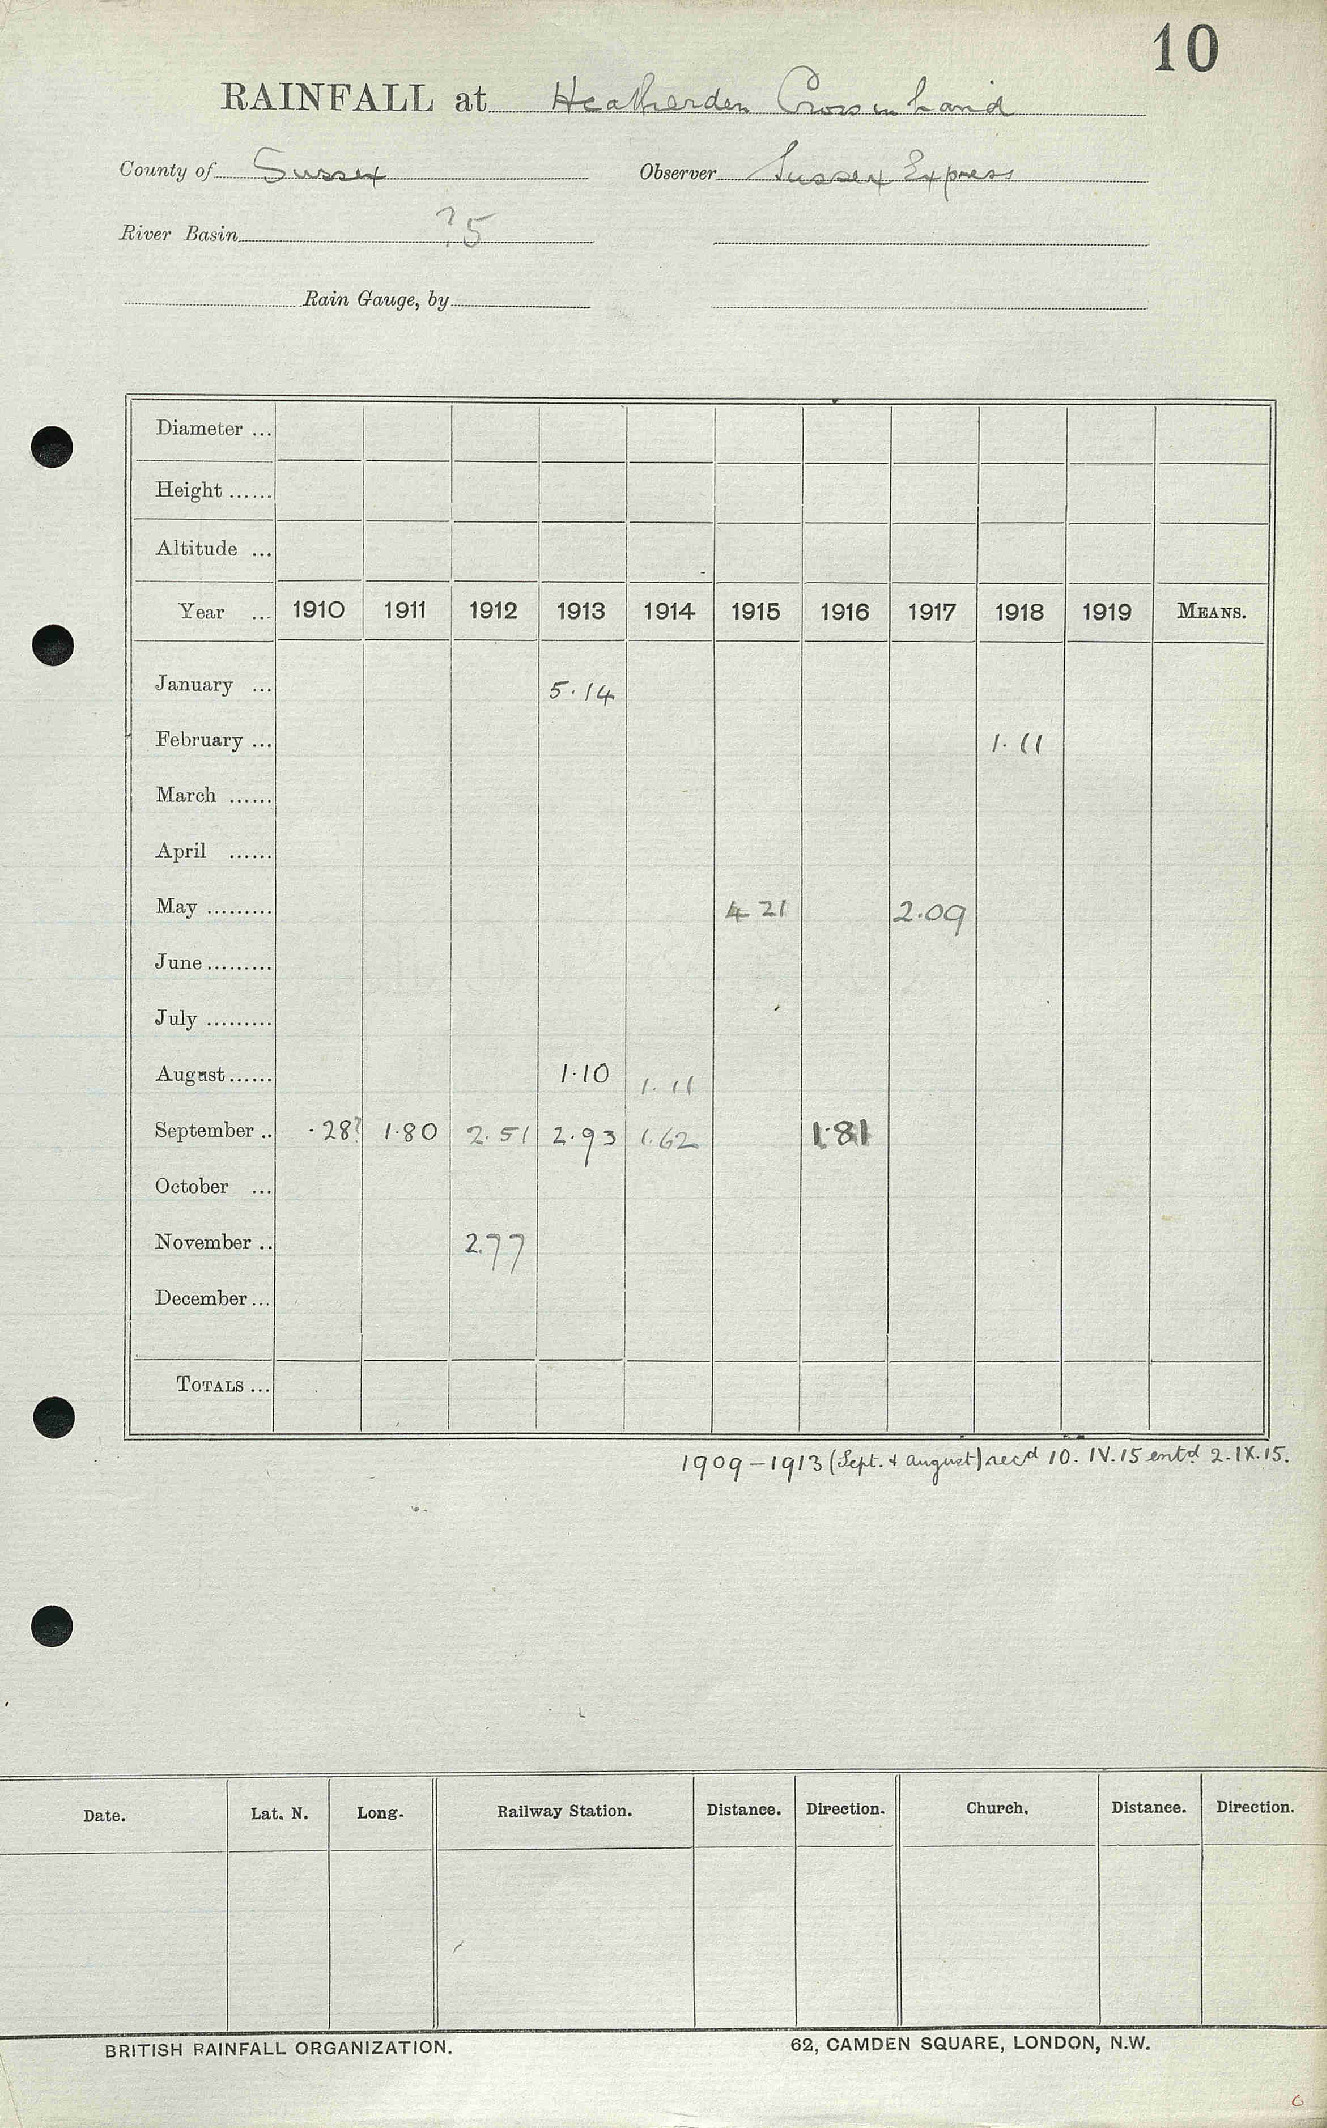 10
RAINFALL at Heatherden Cross in hand
County of Sussex Observer Sussex Express
River Basin ?5
Rain Gauge, by
Diameter ...
Height ......
Altitude ...
Year ... 1910 1911 1912 1913 1914 1915 1916 1917 1918 1919 MEANS.
January ... 5.14
February ... 1.11
March ......
April ......
May ......... 4 21 2.09
June .........
July .........
August ...... 1.10 1.11
September .. .28? 1.80 2.51 2.93 1.62 1.81
October ...
November .. 2.77
December ...
TOTALS ...
1909-1913 (Sept. & August) recd 10.IV.15 entd 2.IX.15.
Date. Lat. N. Long. Railway Station. Distance. Direction. Church. Distance. Direction.
BRITISH RAINFALL ORGANIZATION. 62, CAMDEN SQUARE, LONDON, N.W.